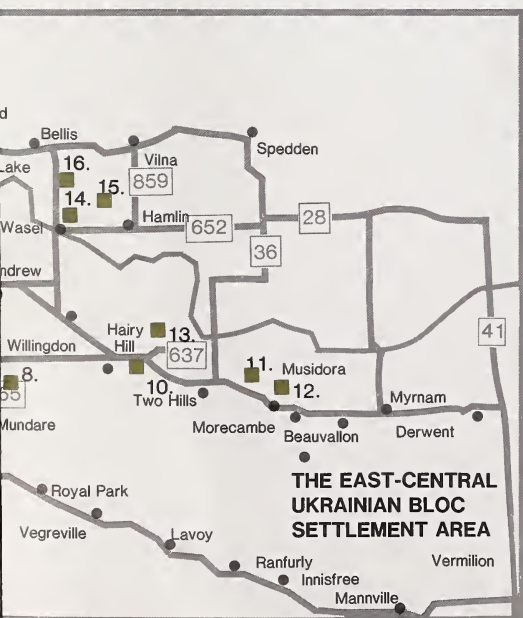 d
Bellis
Spedden
Lake
16.
Vilna
859
15.
14.
Wasel
Hamlin
652
28
36
ndrew
Hairy
Hill
13.
637
41
Willingdon
8.
11.
Musidora
12.
55
10.
Two Hills
Myrnam
Mundare
Morecambe
Beauvallon
Derwent
THE EAST-CENTRAL
UKRAINIAN BLOC
SETTLEMENT AREA
Royal Park
Vegreville
Lavoy
Vermilion
Ranfurly
Innisfree
Mannville